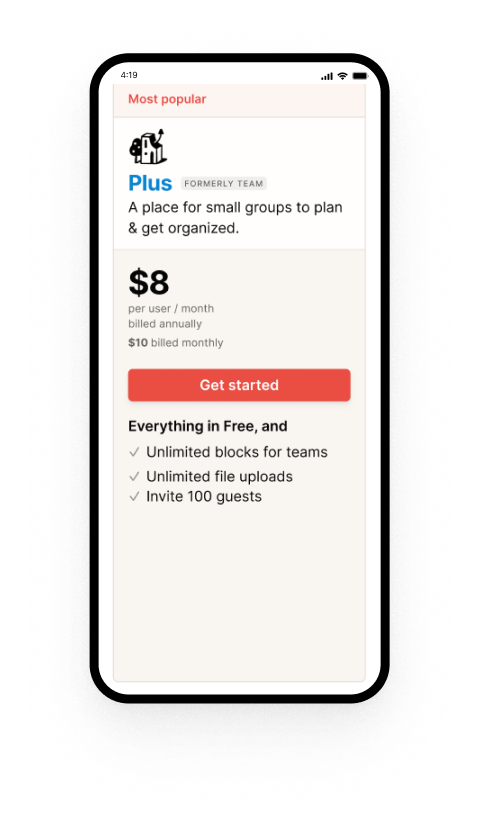 4:19
Most popular
Plus FORMERLY TEAM
A place for small groups to plan
& get organized.
$8
per user / month
billed annually
$10 billed monthly
Get started
Everything in Free, and
Unlimited blocks for teams
Unlimited file uploads
Invite 100 guests